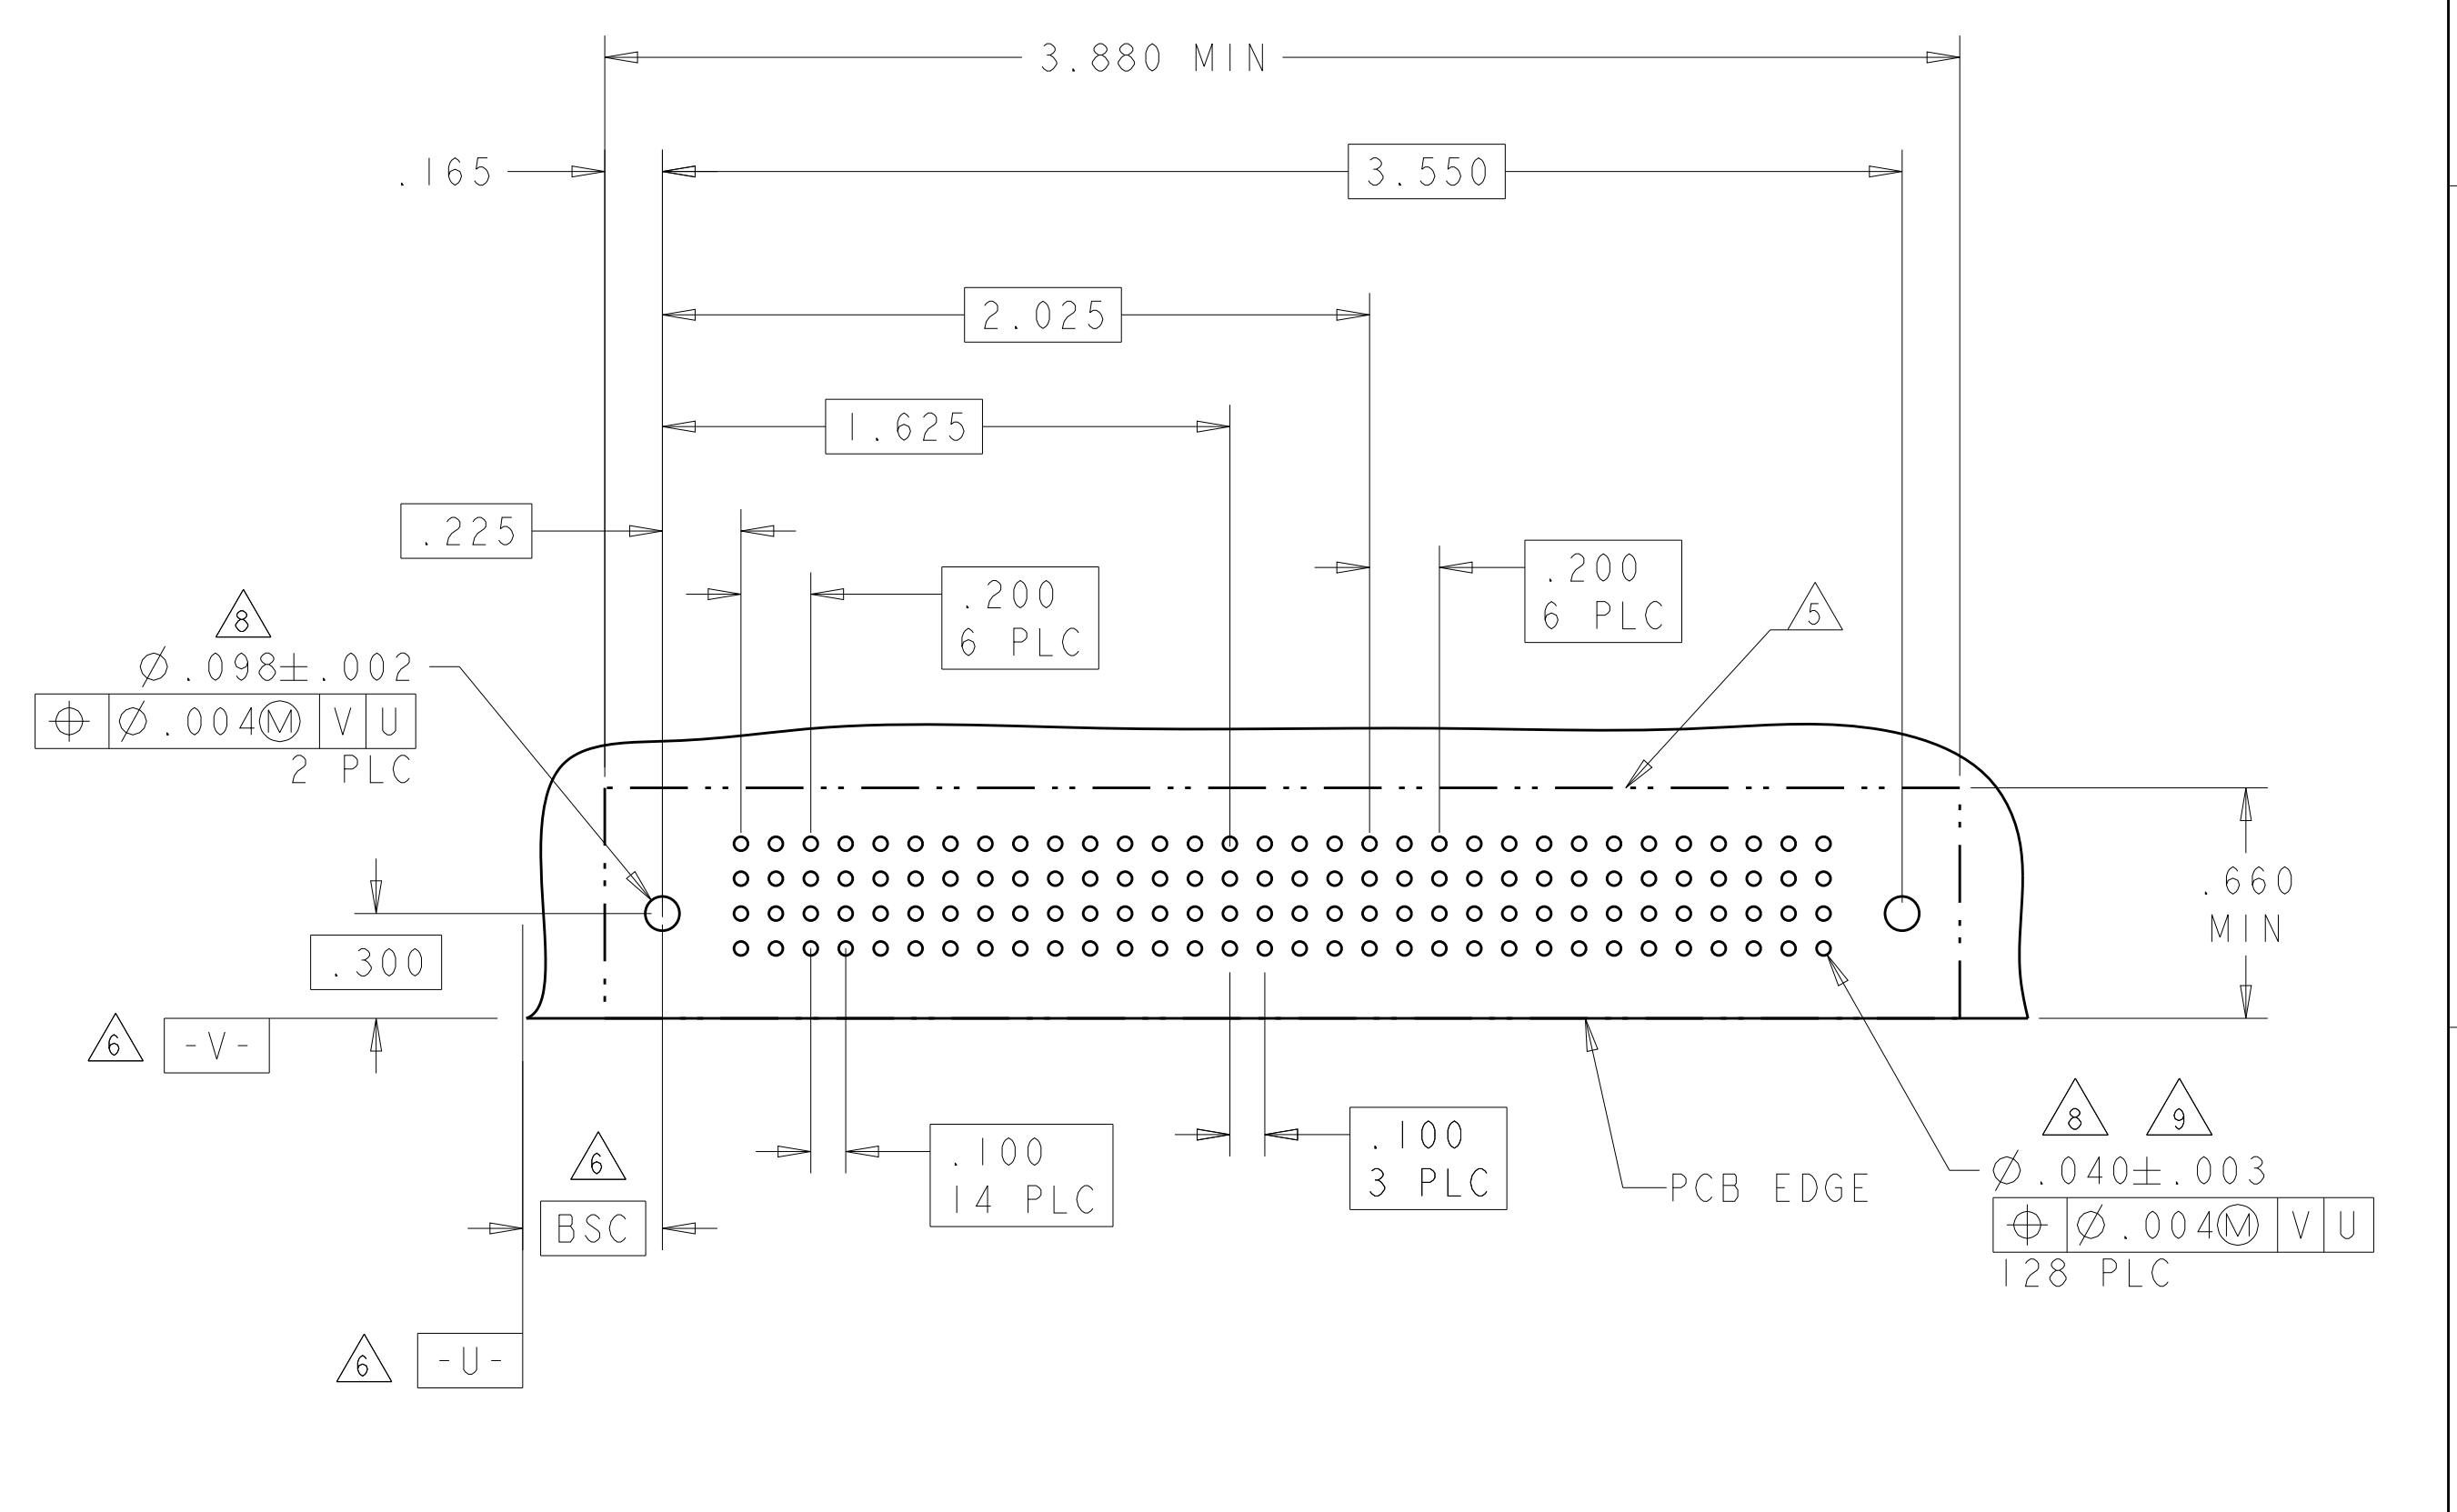 3.880 MIN
.165
3.550
2.025
1.625
.225
.200
6 PLC
.200
6 PLC
5
8
Ø.098±.002
⌖ Ø.004Ⓜ V U
2 PLC
.660
MIN
.300
6 -V-
6
BSC
.100
14 PLC
.100
3 PLC
PCB EDGE
8 9
Ø.040±.003
⌖ Ø.004Ⓜ V U
128 PLC
6 -U-